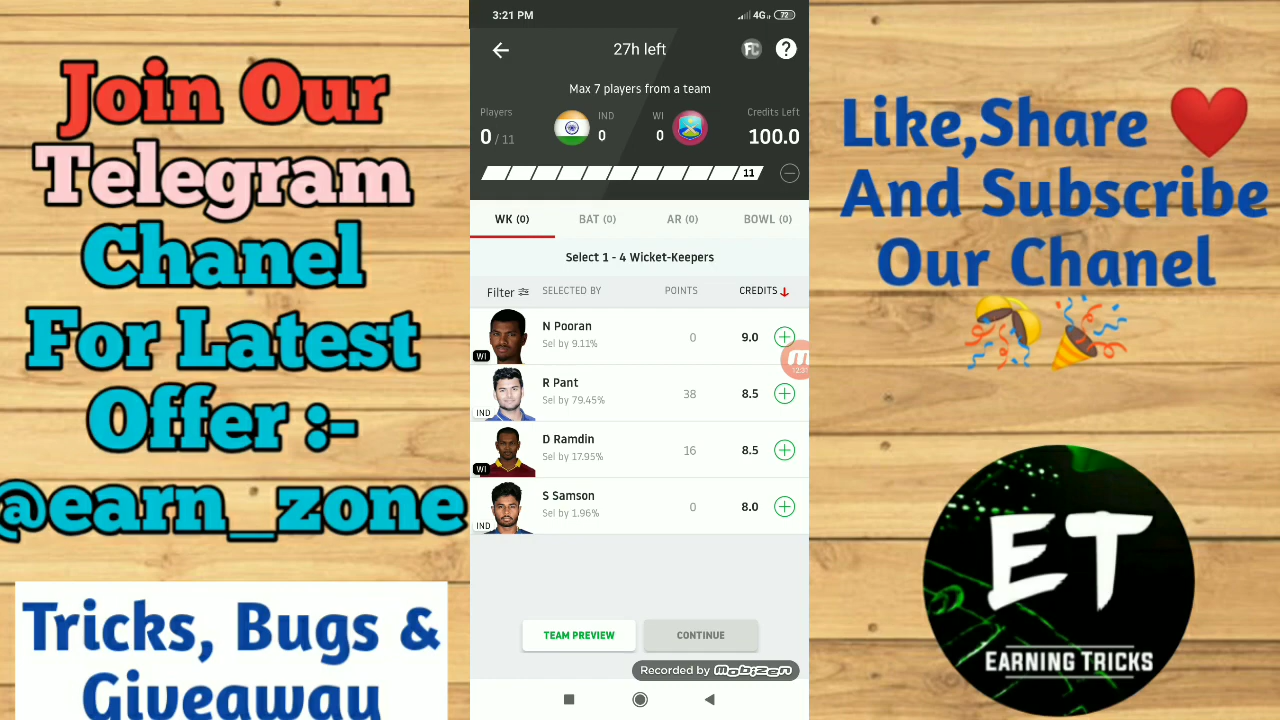 Join Our
Telegram
Chanel
For Latest
Offer :-
@earn_zone
Tricks, Bugs &
Giveaway
3:21 PM
4G
72
27h left
FC
?
Max 7 players from a team
Players
0 / 11
IND
0
WI
0
Credits Left
100.0
11
WK (0)
BAT (0)
AR (0)
BOWL (0)
Select 1 - 4 Wicket-Keepers
Filter
SELECTED BY
POINTS
CREDITS
N Pooran
Sel by 9.11%
WI
0
9.0
R Pant
Sel by 79.45%
IND
38
8.5
D Ramdin
Sel by 17.95%
WI
16
8.5
S Samson
Sel by 1.96%
IND
0
8.0
TEAM PREVIEW
CONTINUE
Recorded by mobizen
Like,Share
And Subscribe
Our Chanel
ET
EARNING TRICKS